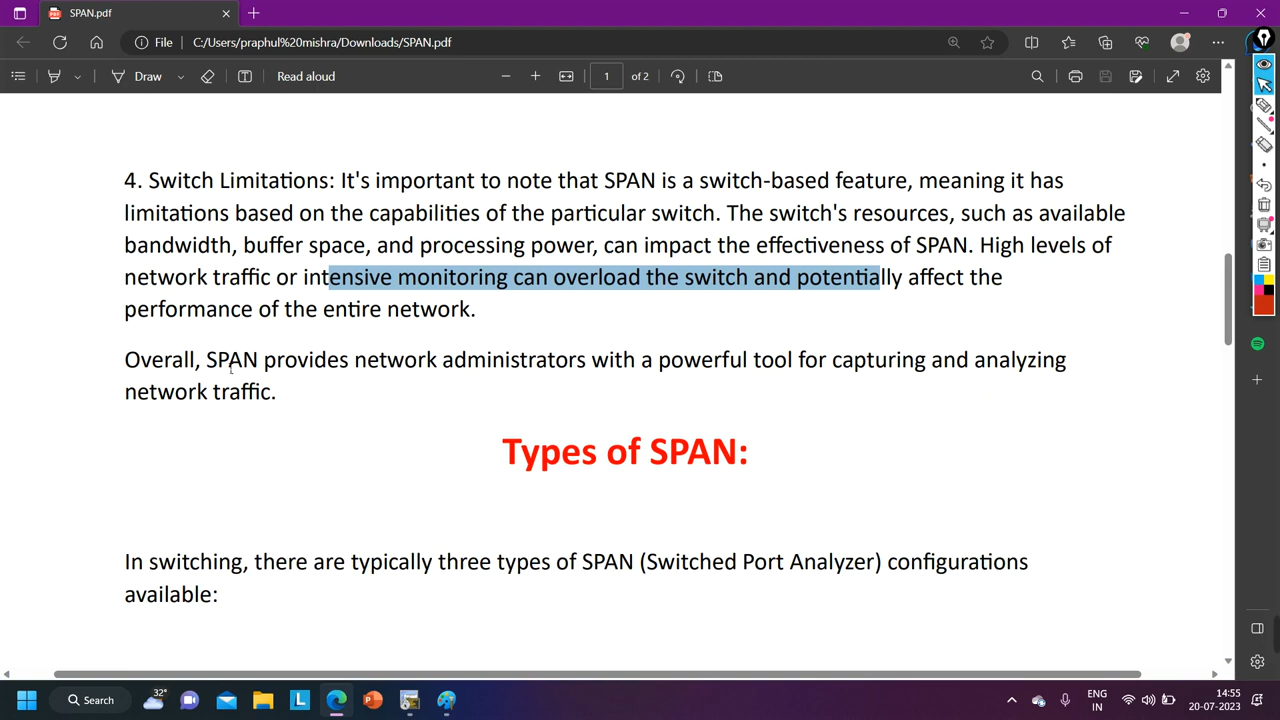 SPAN.pdf
File
C:/Users/praphul%20mishra/Downloads/SPAN.pdf
Draw
Read aloud
1
of 2
4. Switch Limitations: It's important to note that SPAN is a switch-based feature, meaning it has
limitations based on the capabilities of the particular switch. The switch's resources, such as available
bandwidth, buffer space, and processing power, can impact the effectiveness of SPAN. High levels of
network traffic or intensive monitoring can overload the switch and potentially affect the
performance of the entire network.
Overall, SPAN provides network administrators with a powerful tool for capturing and analyzing
network traffic.
Types of SPAN:
In switching, there are typically three types of SPAN (Switched Port Analyzer) configurations
available:
Search
32°
L
ENG
IN
14:55
20-07-2023